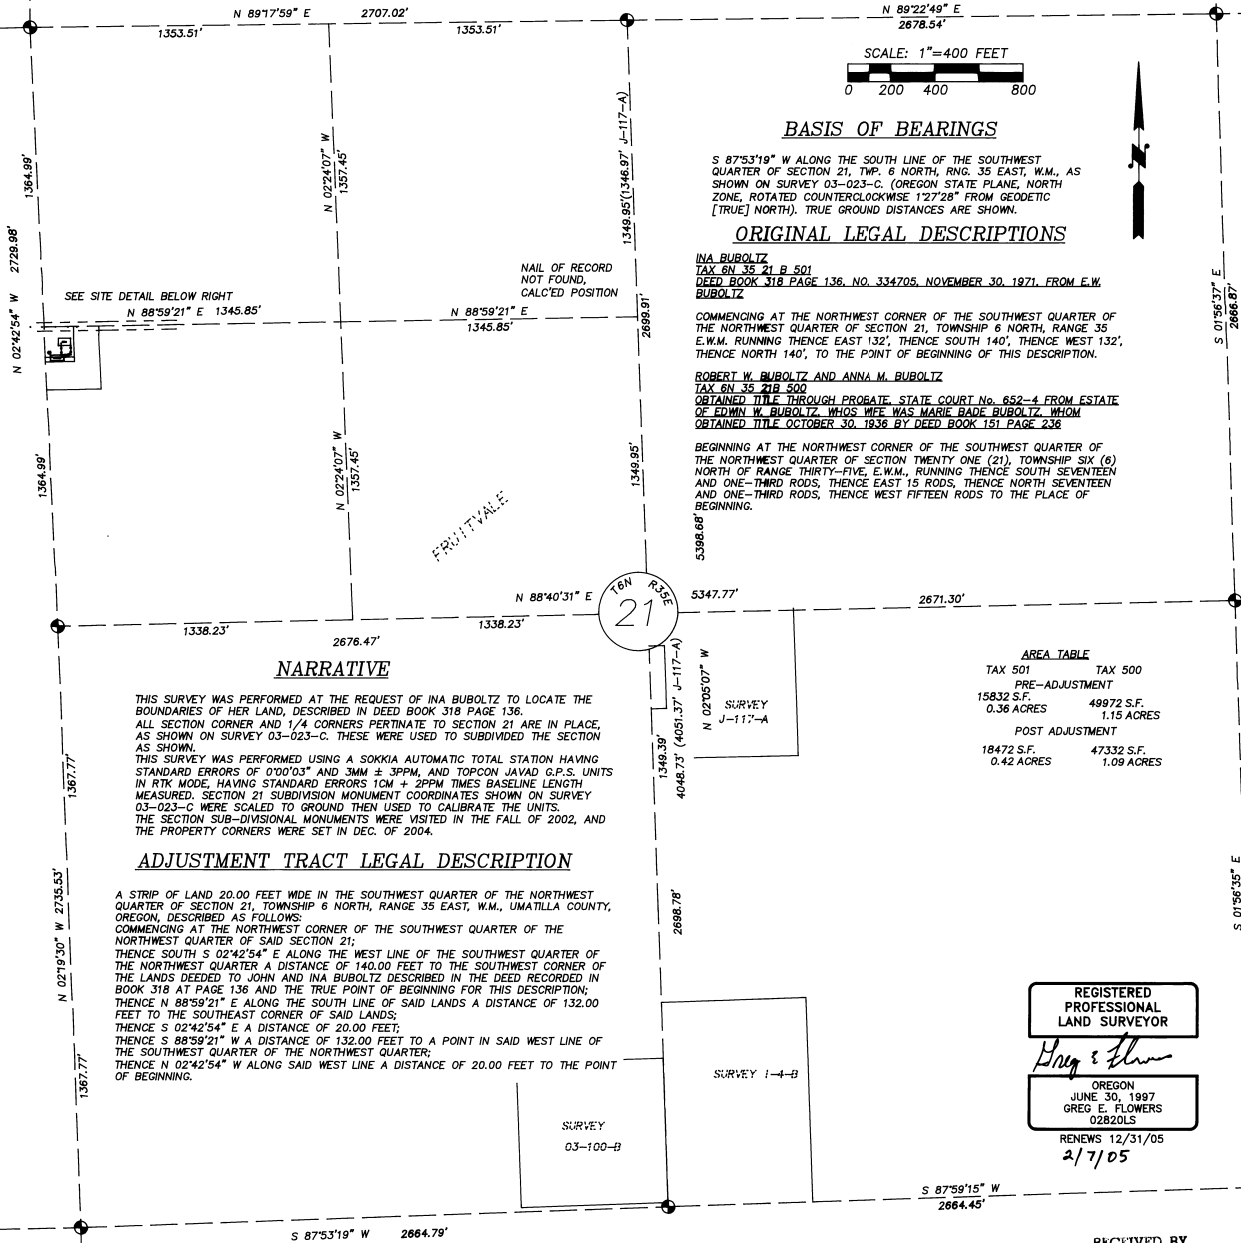 N 89°17'59" E 2707.02'
1353.51'
1353.51'
N 89°22'49" E
2678.54'
SCALE: 1"=400 FEET
0 200 400 800
BASIS OF BEARINGS
S 87°53'19" W ALONG THE SOUTH LINE OF THE SOUTHWEST
QUARTER OF SECTION 21, TWP. 6 NORTH, RNG. 35 EAST, W.M., AS
SHOWN ON SURVEY 03-023-C. (OREGON STATE PLANE, NORTH
ZONE, ROTATED COUNTERCLOCKWISE 1°27'28" FROM GEODETIC
[TRUE] NORTH). TRUE GROUND DISTANCES ARE SHOWN.
N
ORIGINAL LEGAL DESCRIPTIONS
INA BUBOLTZ
TAX 6N 35 21 B 501
DEED BOOK 318 PAGE 136, NO. 334705, NOVEMBER 30, 1971, FROM E.W.
BUBOLTZ
COMMENCING AT THE NORTHWEST CORNER OF THE SOUTHWEST QUARTER OF
THE NORTHWEST QUARTER OF SECTION 21, TOWNSHIP 6 NORTH, RANGE 35
E.W.M. RUNNING THENCE EAST 132', THENCE SOUTH 140', THENCE WEST 132',
THENCE NORTH 140', TO THE POINT OF BEGINNING OF THIS DESCRIPTION.
ROBERT W. BUBOLTZ AND ANNA M. BUBOLTZ
TAX 6N 35 21B 500
OBTAINED TITLE THROUGH PROBATE, STATE COURT No. 652-4 FROM ESTATE
OF EDWIN W. BUBOLTZ, WHOS WIFE WAS MARIE BADE BUBOLTZ, WHOM
OBTAINED TITLE OCTOBER 30, 1936 BY DEED BOOK 151 PAGE 236
BEGINNING AT THE NORTHWEST CORNER OF THE SOUTHWEST QUARTER OF
THE NORTHWEST QUARTER OF SECTION TWENTY ONE (21), TOWNSHIP SIX (6)
NORTH OF RANGE THIRTY-FIVE, E.W.M., RUNNING THENCE SOUTH SEVENTEEN
AND ONE-THIRD RODS, THENCE EAST 15 RODS, THENCE NORTH SEVENTEEN
AND ONE-THIRD RODS, THENCE WEST FIFTEEN RODS TO THE PLACE OF
BEGINNING.
1364.99'
N 02°42'54" W 2729.98'
1364.99'
N 02°24'07" W
1357.45'
N 02°24'07" W
1357.45'
1349.95'(1346.97' J-117-A)
2699.91'
1349.95'
S 01°56'37" E
2666.87'
SEE SITE DETAIL BELOW RIGHT
N 88°59'21" E 1345.85'
NAIL OF RECORD
NOT FOUND,
CALC'ED POSITION
N 88°59'21" E
1345.85'
FRUITVALE
5398.68'
N 88°40'31" E
T6N R35E
21
5347.77'
2671.30'
1338.23'
2676.47'
1338.23'
NARRATIVE
THIS SURVEY WAS PERFORMED AT THE REQUEST OF INA BUBOLTZ TO LOCATE THE
BOUNDARIES OF HER LAND, DESCRIBED IN DEED BOOK 318 PAGE 136.
ALL SECTION CORNER AND 1/4 CORNERS PERTINATE TO SECTION 21 ARE IN PLACE,
AS SHOWN ON SURVEY 03-023-C. THESE WERE USED TO SUBDIVIDED THE SECTION
AS SHOWN.
THIS SURVEY WAS PERFORMED USING A SOKKIA AUTOMATIC TOTAL STATION HAVING
STANDARD ERRORS OF 0°00'03" AND 3MM ± 3PPM, AND TOPCON JAVAD G.P.S. UNITS
IN RTK MODE, HAVING STANDARD ERRORS 1CM + 2PPM TIMES BASELINE LENGTH
MEASURED. SECTION 21 SUBDIVISION MONUMENT COORDINATES SHOWN ON SURVEY
03-023-C WERE SCALED TO GROUND THEN USED TO CALIBRATE THE UNITS.
THE SECTION SUB-DIVISIONAL MONUMENTS WERE VISITED IN THE FALL OF 2002, AND
THE PROPERTY CORNERS WERE SET IN DEC. OF 2004.
ADJUSTMENT TRACT LEGAL DESCRIPTION
A STRIP OF LAND 20.00 FEET WIDE IN THE SOUTHWEST QUARTER OF THE NORTHWEST
QUARTER OF SECTION 21, TOWNSHIP 6 NORTH, RANGE 35 EAST, W.M., UMATILLA COUNTY,
OREGON, DESCRIBED AS FOLLOWS:
COMMENCING AT THE NORTHWEST CORNER OF THE SOUTHWEST QUARTER OF THE
NORTHWEST QUARTER OF SAID SECTION 21;
THENCE SOUTH S 02°42'54" E ALONG THE WEST LINE OF THE SOUTHWEST QUARTER OF
THE NORTHWEST QUARTER A DISTANCE OF 140.00 FEET TO THE SOUTHWEST CORNER OF
THE LANDS DEEDED TO JOHN AND INA BUBOLTZ DESCRIBED IN THE DEED RECORDED IN
BOOK 318 AT PAGE 136 AND THE TRUE POINT OF BEGINNING FOR THIS DESCRIPTION;
THENCE N 88°59'21" E ALONG THE SOUTH LINE OF SAID LANDS A DISTANCE OF 132.00
FEET TO THE SOUTHEAST CORNER OF SAID LANDS;
THENCE S 02°42'54" E A DISTANCE OF 20.00 FEET;
THENCE S 88°59'21" W A DISTANCE OF 132.00 FEET TO A POINT IN SAID WEST LINE OF
THE SOUTHWEST QUARTER OF THE NORTHWEST QUARTER;
THENCE N 02°42'54" W ALONG SAID WEST LINE A DISTANCE OF 20.00 FEET TO THE POINT
OF BEGINNING.
1367.77'
N 02°19'30" W 2735.53'
1367.77'
1349.39'
4048.73' (4051.37' J-117-A)
N 02°05'07" W
SURVEY
J-117-A
2698.78'
AREA TABLE
TAX 501 TAX 500
PRE-ADJUSTMENT
15832 S.F. 49972 S.F.
0.36 ACRES 1.15 ACRES
POST ADJUSTMENT
18472 S.F. 47332 S.F.
0.42 ACRES 1.09 ACRES
S 01°56'35" E
SURVEY 1-4-B
SURVEY
03-100-B
REGISTERED
PROFESSIONAL
LAND SURVEYOR
Greg E Flowers
OREGON
JUNE 30, 1997
GREG E. FLOWERS
02820LS
RENEWS 12/31/05
2/7/05
S 87°59'15" W
2664.45'
S 87°53'19" W 2664.79'
RECEIVED BY